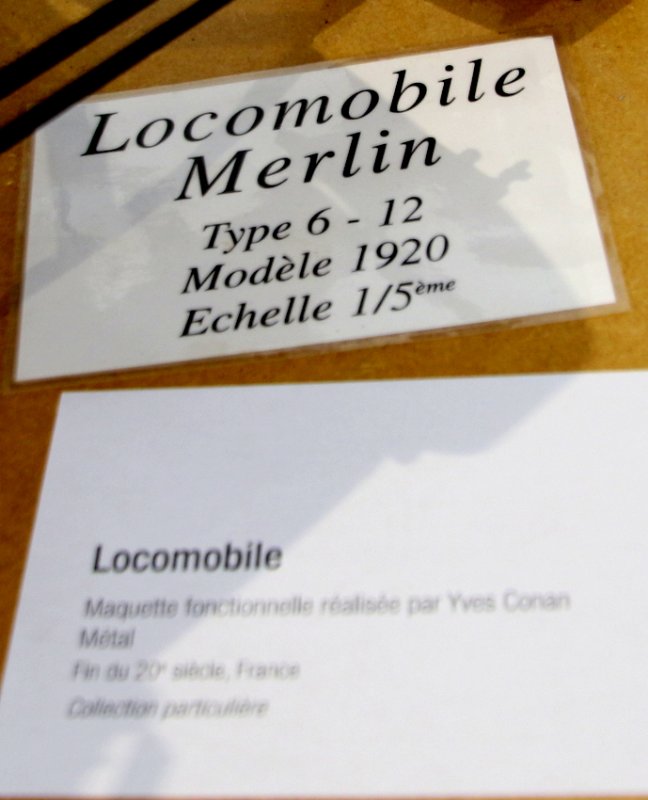 Locomobile
Merlin
Type 6 - 12
Modèle 1920
Echelle 1/5ème
Locomobile
Maquette fonctionnelle réalisée par Yves Conan
Métal
Fin du 20e siècle, France
Collection particulière